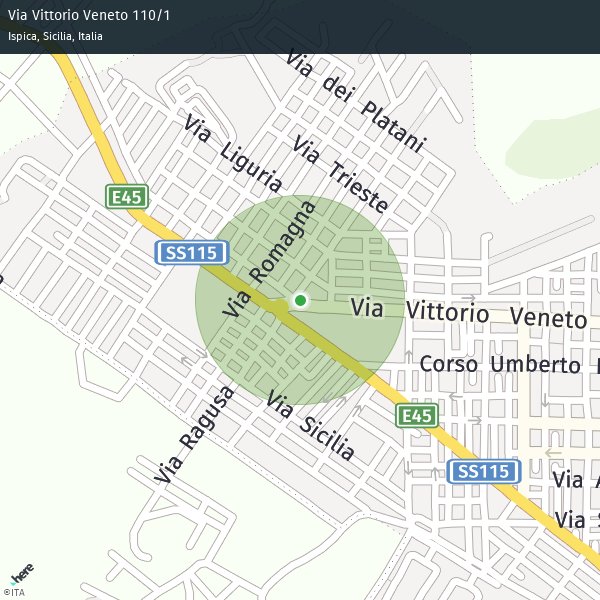 Via Vittorio Veneto 110/1
Ispica, Sicilia, Italia
Via dei Platani
Via Liguria
Via Trieste
E45
Via Romagna
SS115
Via Vittorio Veneto
Corso Umberto
Via Sicilia
E45
Via Ragusa
SS115
Via
Via
here
©ITA